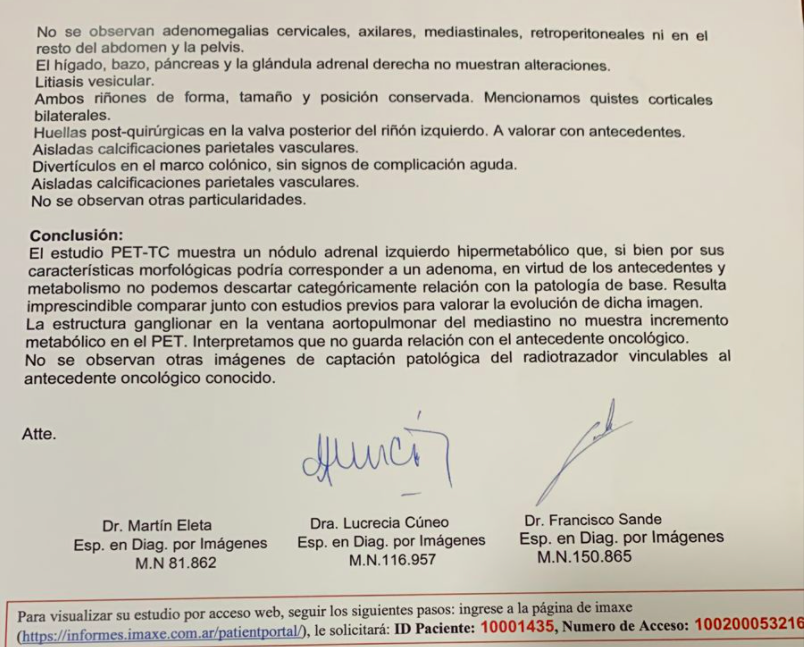 No se observan adenomegalias cervicales, axilares, mediastinales, retroperitoneales ni en el
resto del abdomen y la pelvis.
El hígado, bazo, páncreas y la glándula adrenal derecha no muestran alteraciones.
Litiasis vesicular.
Ambos riñones de forma, tamaño y posición conservada. Mencionamos quistes corticales
bilaterales.
Huellas post-quirúrgicas en la valva posterior del riñón izquierdo. A valorar con antecedentes.
Aisladas calcificaciones parietales vasculares.
Divertículos en el marco colónico, sin signos de complicación aguda.
Aisladas calcificaciones parietales vasculares.
No se observan otras particularidades.
Conclusión:
El estudio PET-TC muestra un nódulo adrenal izquierdo hipermetabólico que, si bien por sus
características morfológicas podría corresponder a un adenoma, en virtud de los antecedentes y
metabolismo no podemos descartar categóricamente relación con la patología de base. Resulta
imprescindible comparar junto con estudios previos para valorar la evolución de dicha imagen.
La estructura ganglionar en la ventana aortopulmonar del mediastino no muestra incremento
metabólico en el PET. Interpretamos que no guarda relación con el antecedente oncológico.
No se observan otras imágenes de captación patológica del radiotrazador vinculables al
antecedente oncológico conocido.
Atte.
Dr. Martín Eleta
Esp. en Diag. por Imágenes
M.N 81.862
Dra. Lucrecia Cúneo
Esp. en Diag. por Imágenes
M.N.116.957
Dr. Francisco Sande
Esp. en Diag. por Imágenes
M.N.150.865
Para visualizar su estudio por acceso web, seguir los siguientes pasos: ingrese a la página de imaxe
(https://informes.imaxe.com.ar/patientportal/), le solicitará: ID Paciente: 10001435, Numero de Acceso: 100200053216